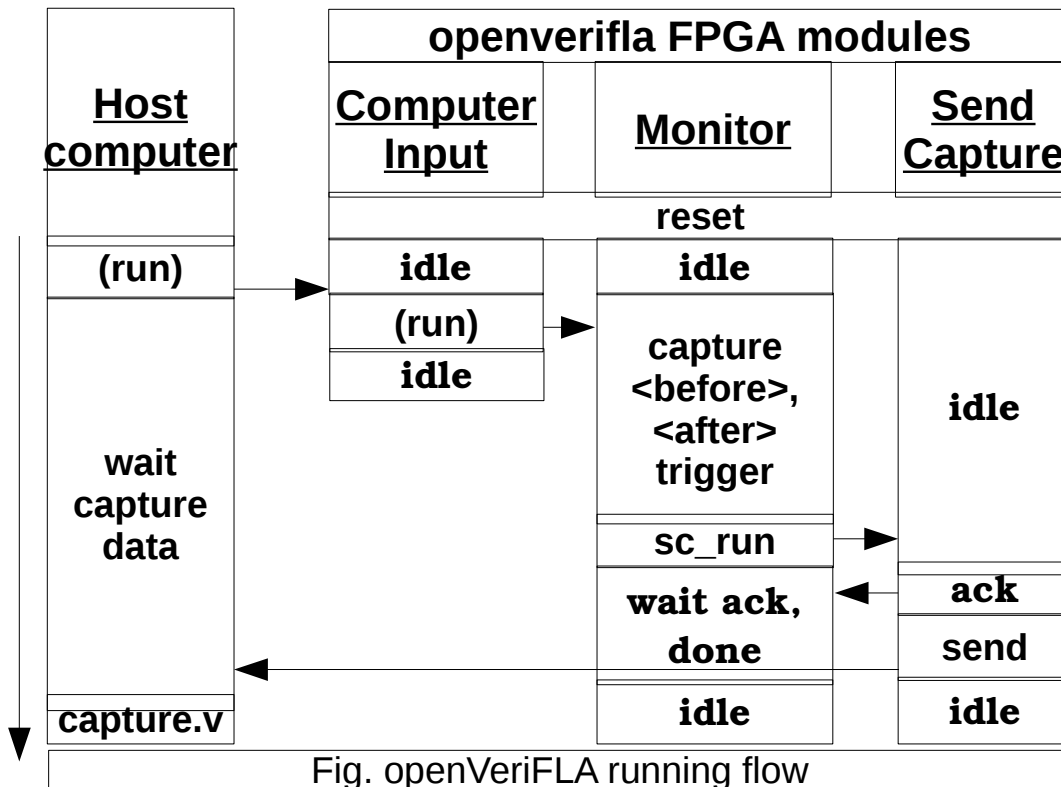 openverifla FPGA modules
Host
computer
Computer
Input
Monitor
Send
Capture
reset
(run)
idle
idle
(run)
idle
capture
<before>,
<after>
trigger
idle
wait
capture
data
sc_run
wait ack,
done
ack
send
capture.v
idle
idle
Fig. openVeriFLA running flow